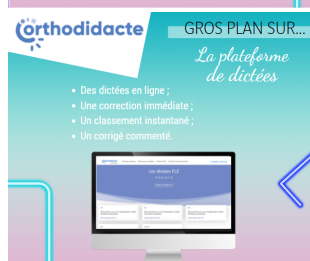 orthodidacte
GROS PLAN SUR...
La plateforme
de dictées
Des dictées en ligne ;
Une correction immédiate ;
Un classement instantané ;
Un corrigé commenté.
Les dictées FLE